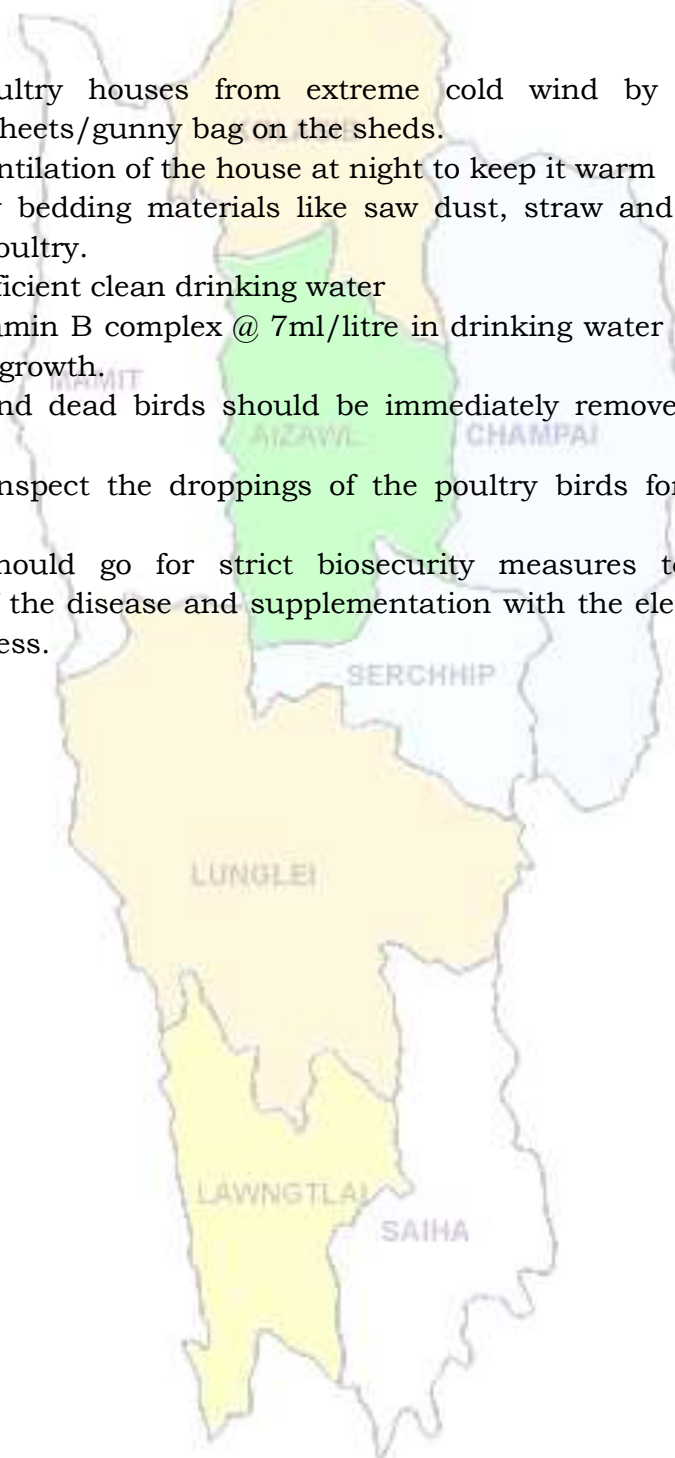 ultry houses from extreme cold wind by
heets/gunny bag on the sheds.
ntilation of the house at night to keep it warm
bedding materials like saw dust, straw and
oultry.
ficient clean drinking water
min B complex @ 7ml/litre in drinking water
growth.
MAMIT
nd dead birds should be immediately remove
AIZAWL
CHAMPAI
nspect the droppings of the poultry birds for
hould go for strict biosecurity measures to
the disease and supplementation with the ele
ess.
SERCHHIP
LUNGLEI
LAWNGTLAI
SAIHA